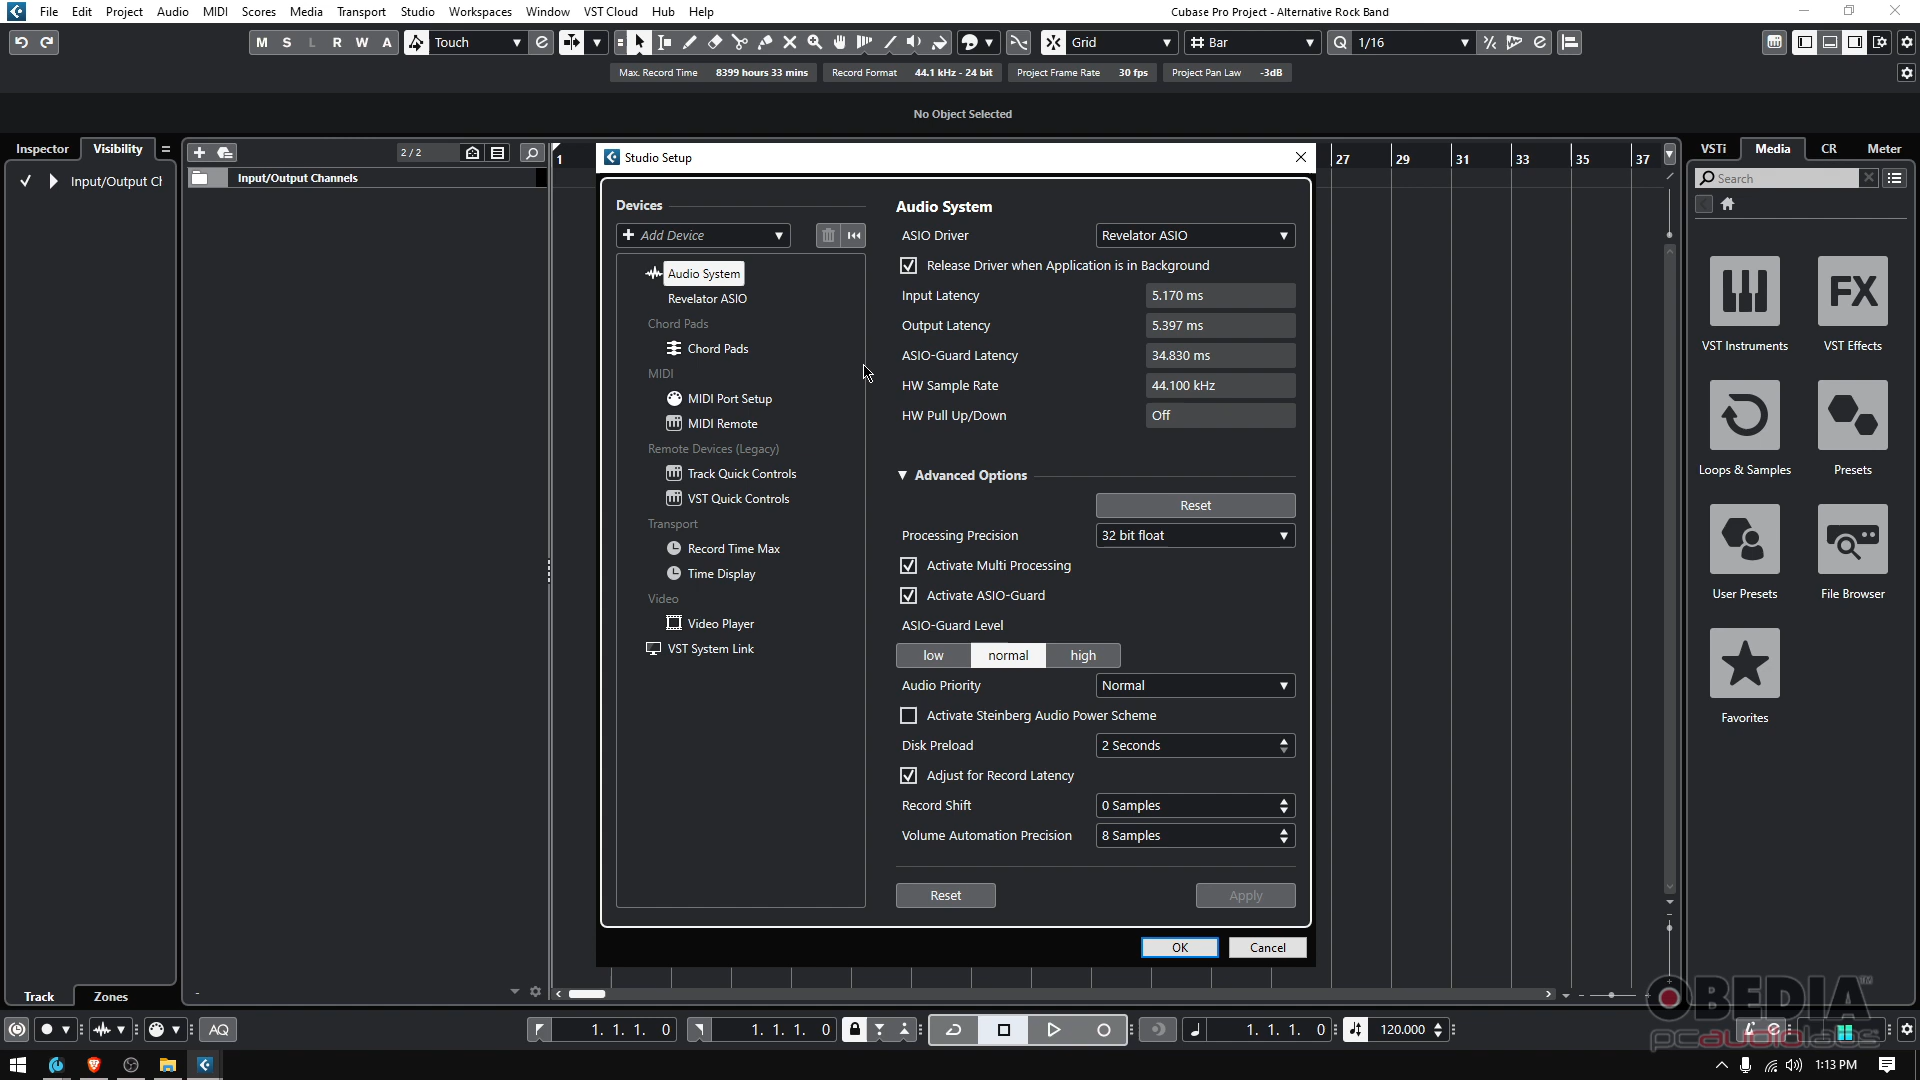 File Edit Project Audio MIDI Scores Media Transport Studio Workspaces Window VST Cloud Hub Help
Cubase Pro Project - Alternative Rock Band
M S L R W A Touch Grid Bar Q 1/16
Max. Record Time 8399 hours 33 mins Record Format 44.1 kHz - 24 bit Project Frame Rate 30 fps Project Pan Law -3dB
No Object Selected
Inspector Visibility
2 / 2
Input/Output Ch
Input/Output Channels
1 27 29 31 33 35 37
Studio Setup
Devices
Add Device
Audio System
Revelator ASIO
Chord Pads
Chord Pads
MIDI
MIDI Port Setup
MIDI Remote
Remote Devices (Legacy)
Track Quick Controls
VST Quick Controls
Transport
Record Time Max
Time Display
Video
Video Player
VST System Link
Audio System
ASIO Driver Revelator ASIO
Release Driver when Application is in Background
Input Latency 5.170 ms
Output Latency 5.397 ms
ASIO-Guard Latency 34.830 ms
HW Sample Rate 44.100 kHz
HW Pull Up/Down Off
Advanced Options
Reset
Processing Precision 32 bit float
Activate Multi Processing
Activate ASIO-Guard
ASIO-Guard Level
low normal high
Audio Priority Normal
Activate Steinberg Audio Power Scheme
Disk Preload 2 Seconds
Adjust for Record Latency
Record Shift 0 Samples
Volume Automation Precision 8 Samples
Reset Apply
OK Cancel
VSTi Media CR Meter
Search
VST Instruments VST Effects
Loops & Samples Presets
User Presets File Browser
Favorites
Track Zones
AQ 1. 1. 1. 0 1. 1. 1. 0 1. 1. 1. 0 120.000
OBEDIA™
pcaudiolabs
1:13 PM